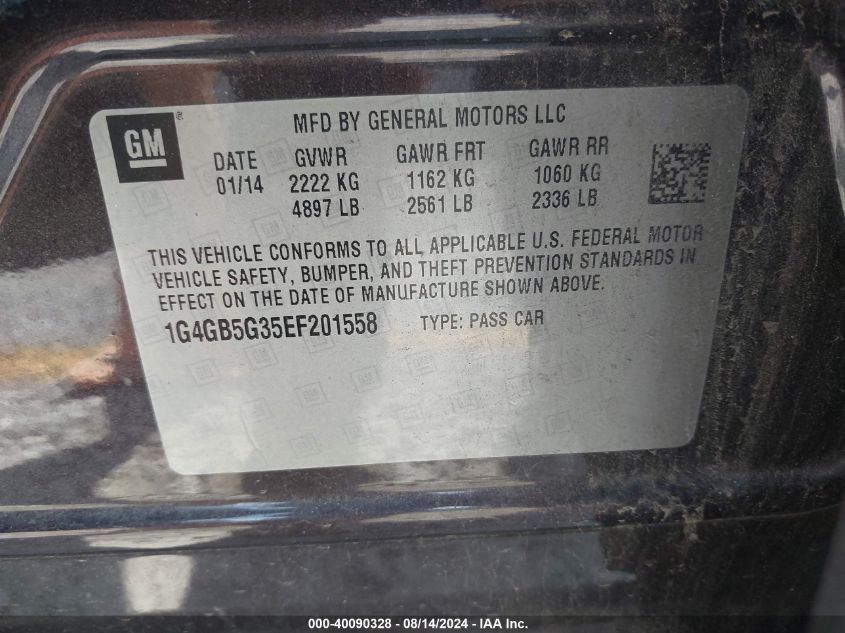 GM
®
MFD BY GENERAL MOTORS LLC
DATE GVWR GAWR FRT GAWR RR
01/14 2222 KG 1162 KG 1060 KG
4897 LB 2561 LB 2336 LB
THIS VEHICLE CONFORMS TO ALL APPLICABLE U.S. FEDERAL MOTOR
VEHICLE SAFETY, BUMPER, AND THEFT PREVENTION STANDARDS IN
EFFECT ON THE DATE OF MANUFACTURE SHOWN ABOVE.
1G4GB5G35EF201558 TYPE: PASS CAR
000-40090328 - 08/14/2024 - IAA Inc.